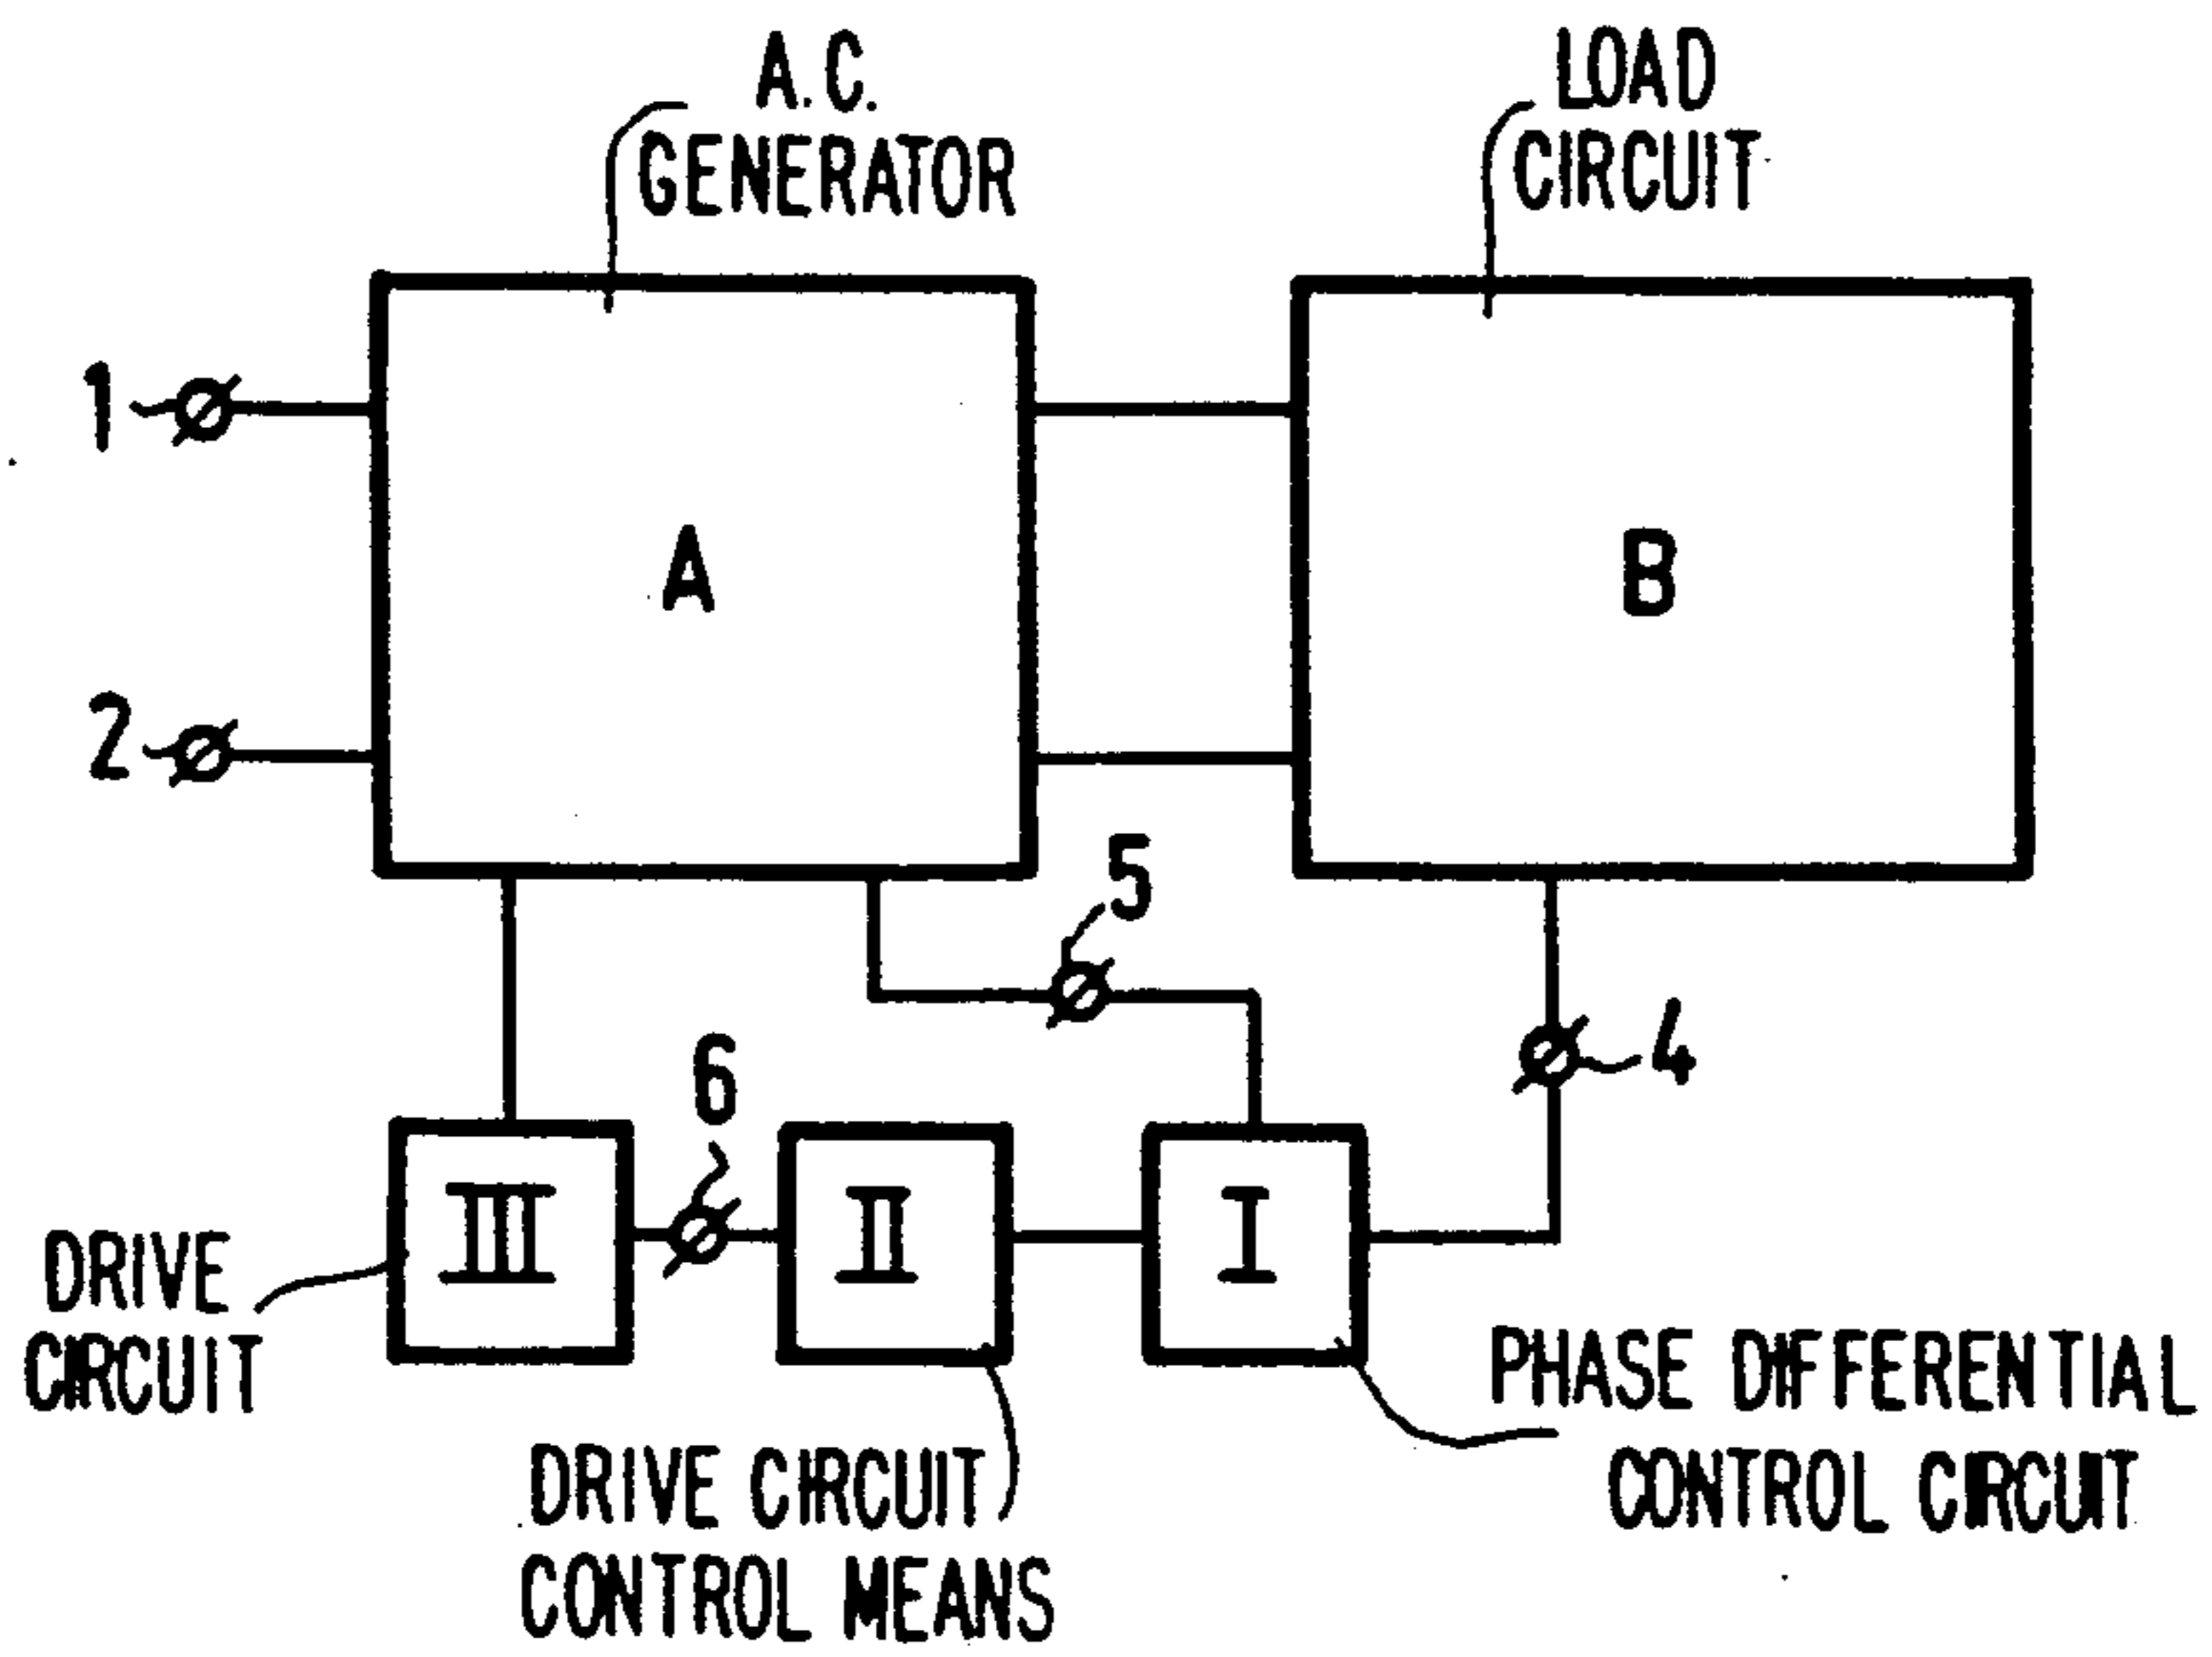 A.C.
GENERATOR
LOAD
CIRCUIT
1
A
B
2
5
4
6
III
II
I
DRIVE
CIRCUIT
PHASE DIFFERENTIAL
CONTROL CIRCUIT
DRIVE CIRCUIT
CONTROL MEANS